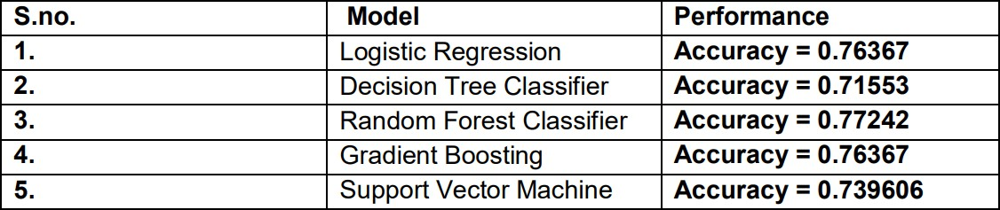 S.no. Model Performance
1. Logistic Regression Accuracy = 0.76367
2. Decision Tree Classifier Accuracy = 0.71553
3. Random Forest Classifier Accuracy = 0.77242
4. Gradient Boosting Accuracy = 0.76367
5. Support Vector Machine Accuracy = 0.739606